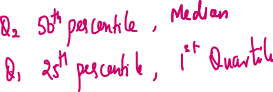 Q₂ 50th percentile, Median
Q₁ 25th percentile, 1st Quartile